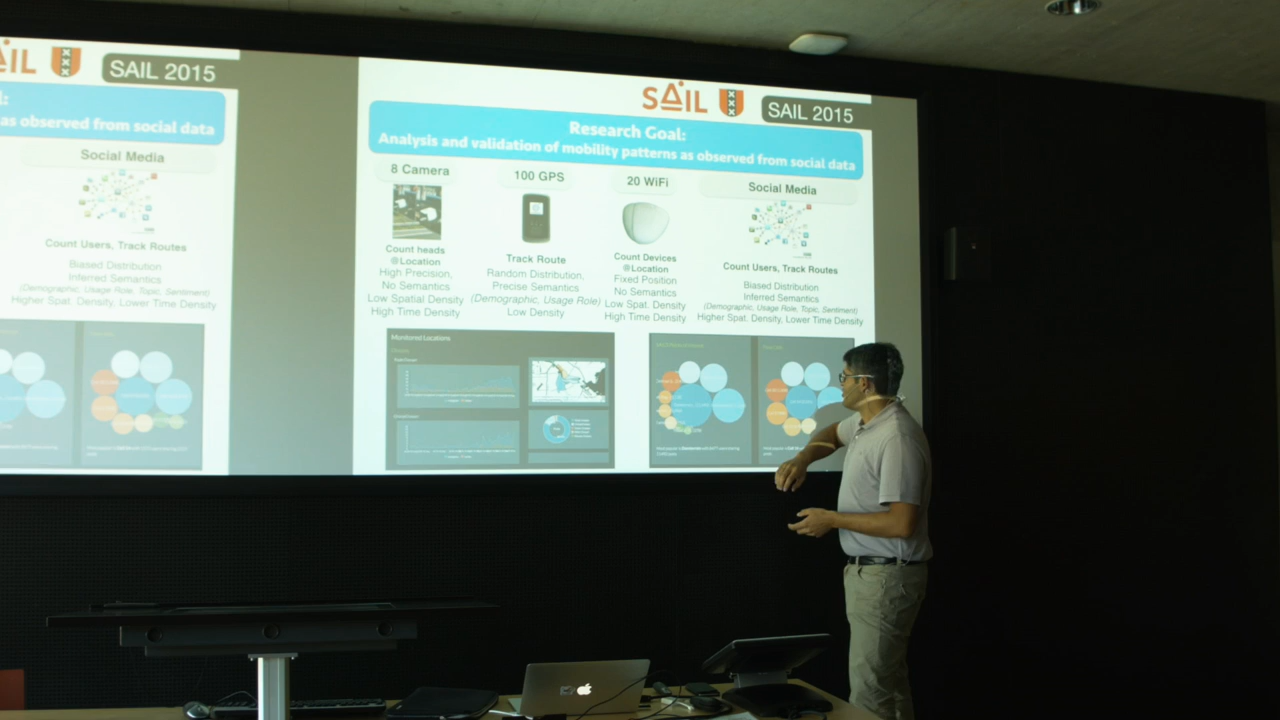 AIL
SAIL 2015
as observed from social data
Social Media
Count Users, Track Routes
Biased Distribution
Inferred Semantics
(Demographic, Usage Role, Topic, Sentiment)
Higher Spat. Density, Lower Time Density
SAIL
SAIL 2015
Research Goal:
Analysis and validation of mobility patterns as observed from social data
8 Camera
Count heads
@Location
High Precision,
No Semantics
Low Spatial Density
High Time Density
100 GPS
Track Route
Random Distribution,
Precise Semantics
(Demographic, Usage Role)
Low Density
20 WiFi
Count Devices
@Location
Fixed Position
No Semantics
Low Spat. Density
High Time Density
Social Media
Count Users, Track Routes
Biased Distribution
Inferred Semantics
(Demographic, Usage Role, Topic, Sentiment)
Higher Spat. Density, Lower Time Density
Monitored Locations